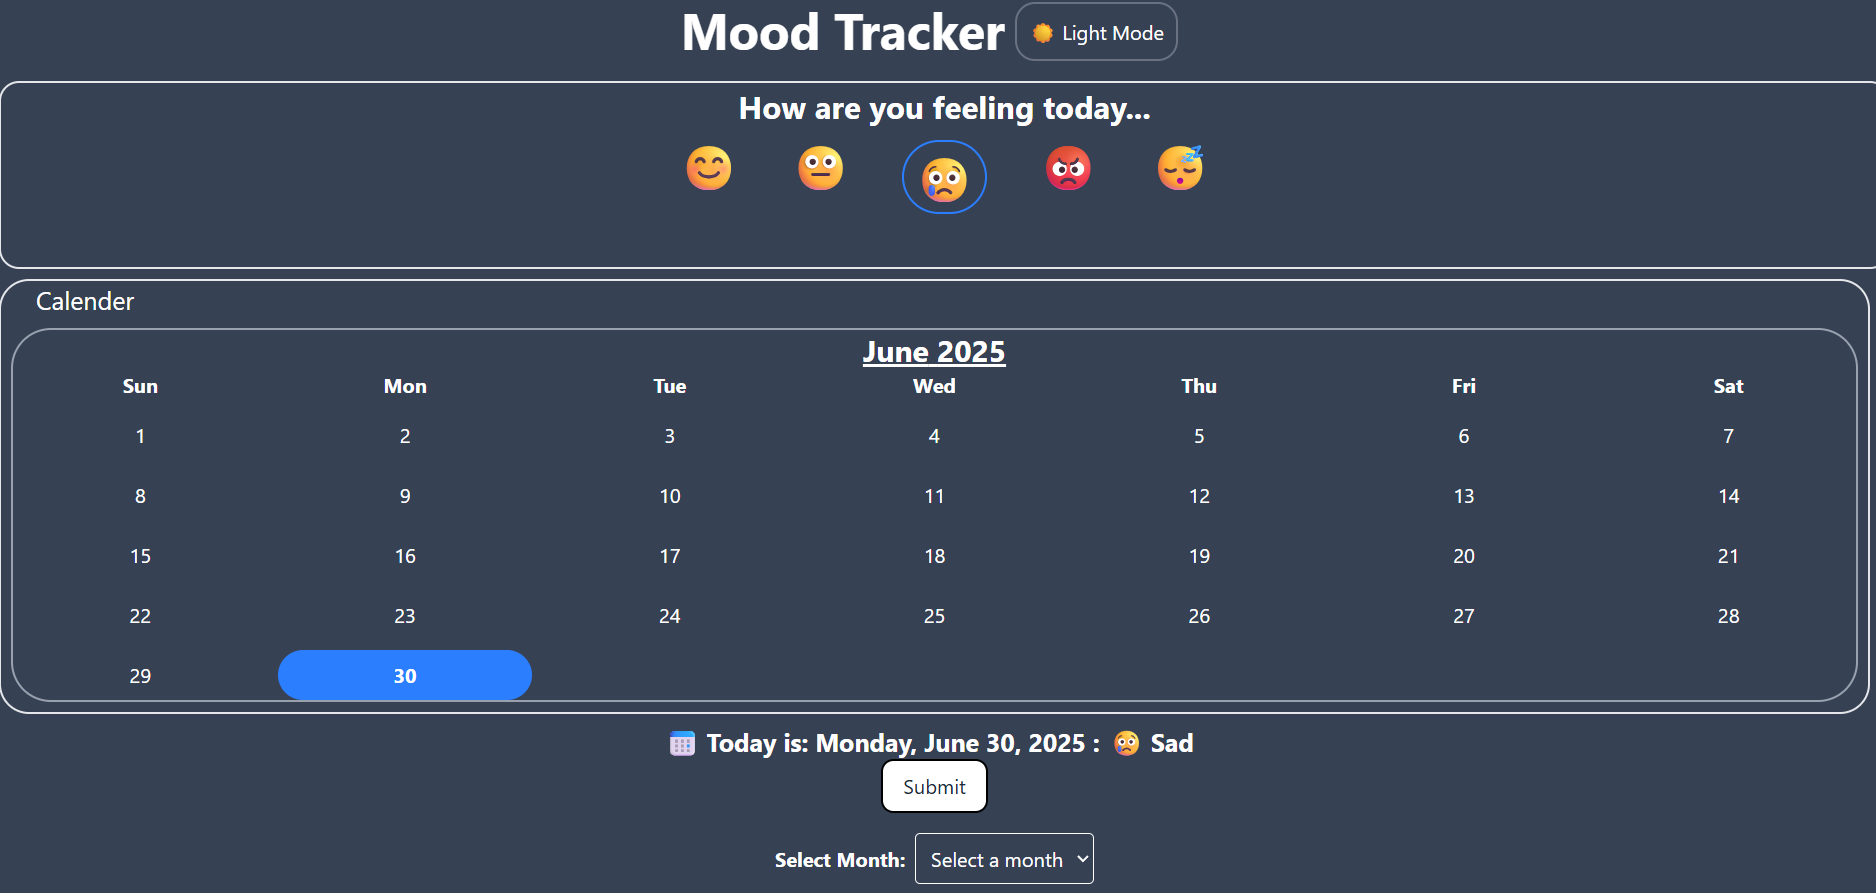 Mood Tracker Light Mode
How are you feeling today...
Calender
June 2025
Sun Mon Tue Wed Thu Fri Sat
1 2 3 4 5 6 7
8 9 10 11 12 13 14
15 16 17 18 19 20 21
22 23 24 25 26 27 28
29 30
Today is: Monday, June 30, 2025 : Sad
Submit
Select Month: Select a month